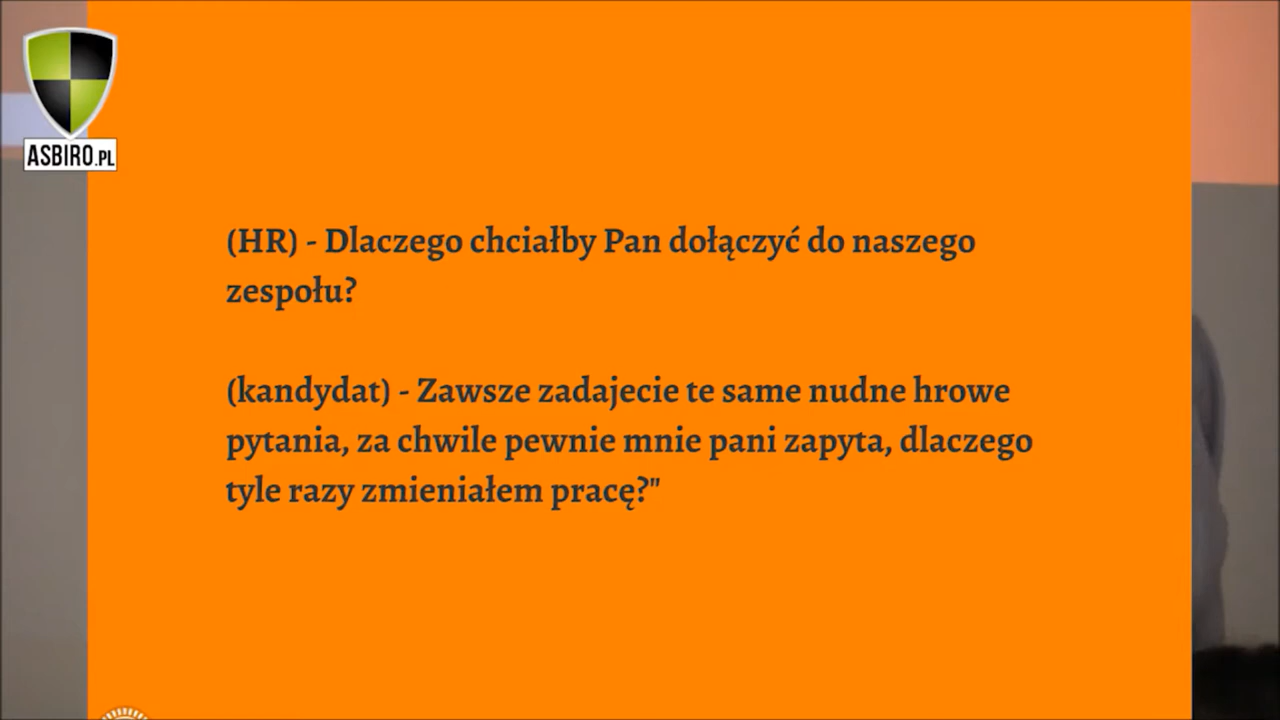 ASBIRO.PL
(HR) - Dlaczego chciałby Pan dołączyć do naszego
zespołu?
(kandydat) - Zawsze zadajecie te same nudne hrowe
pytania, za chwile pewnie mnie pani zapyta, dlaczego
tyle razy zmieniałem pracę?"